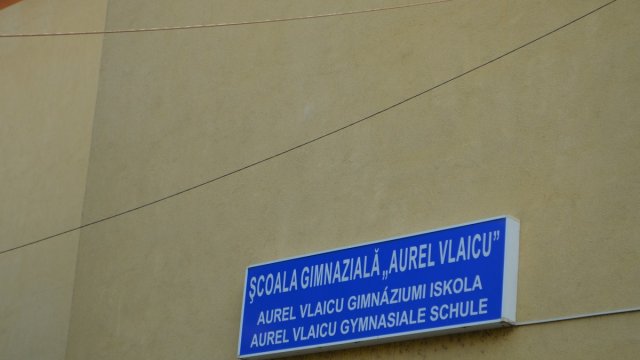 ŞCOALA GIMNAZIALĂ „AUREL VLAICU”
AUREL VLAICU GIMNÁZIUMI ISKOLA
AUREL VLAICU GYMNASIALE SCHULE